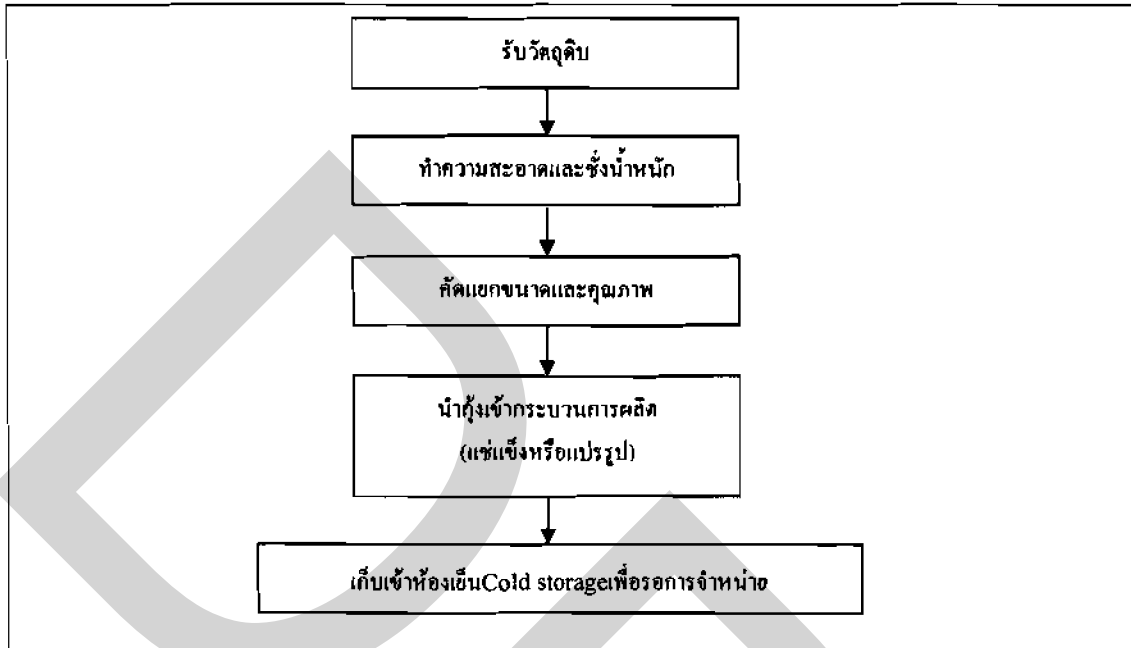 รับวัตถุดิบ
ทำความสะอาดและชั่งน้ำหนัก
คัดแยกขนาดและคุณภาพ
นำกุ้งเข้ากระบวนการผลิต
(แช่แข็งหรือแปรรูป)
เก็บเข้าห้องเย็นCold storageเพื่อรอการจำหน่าย